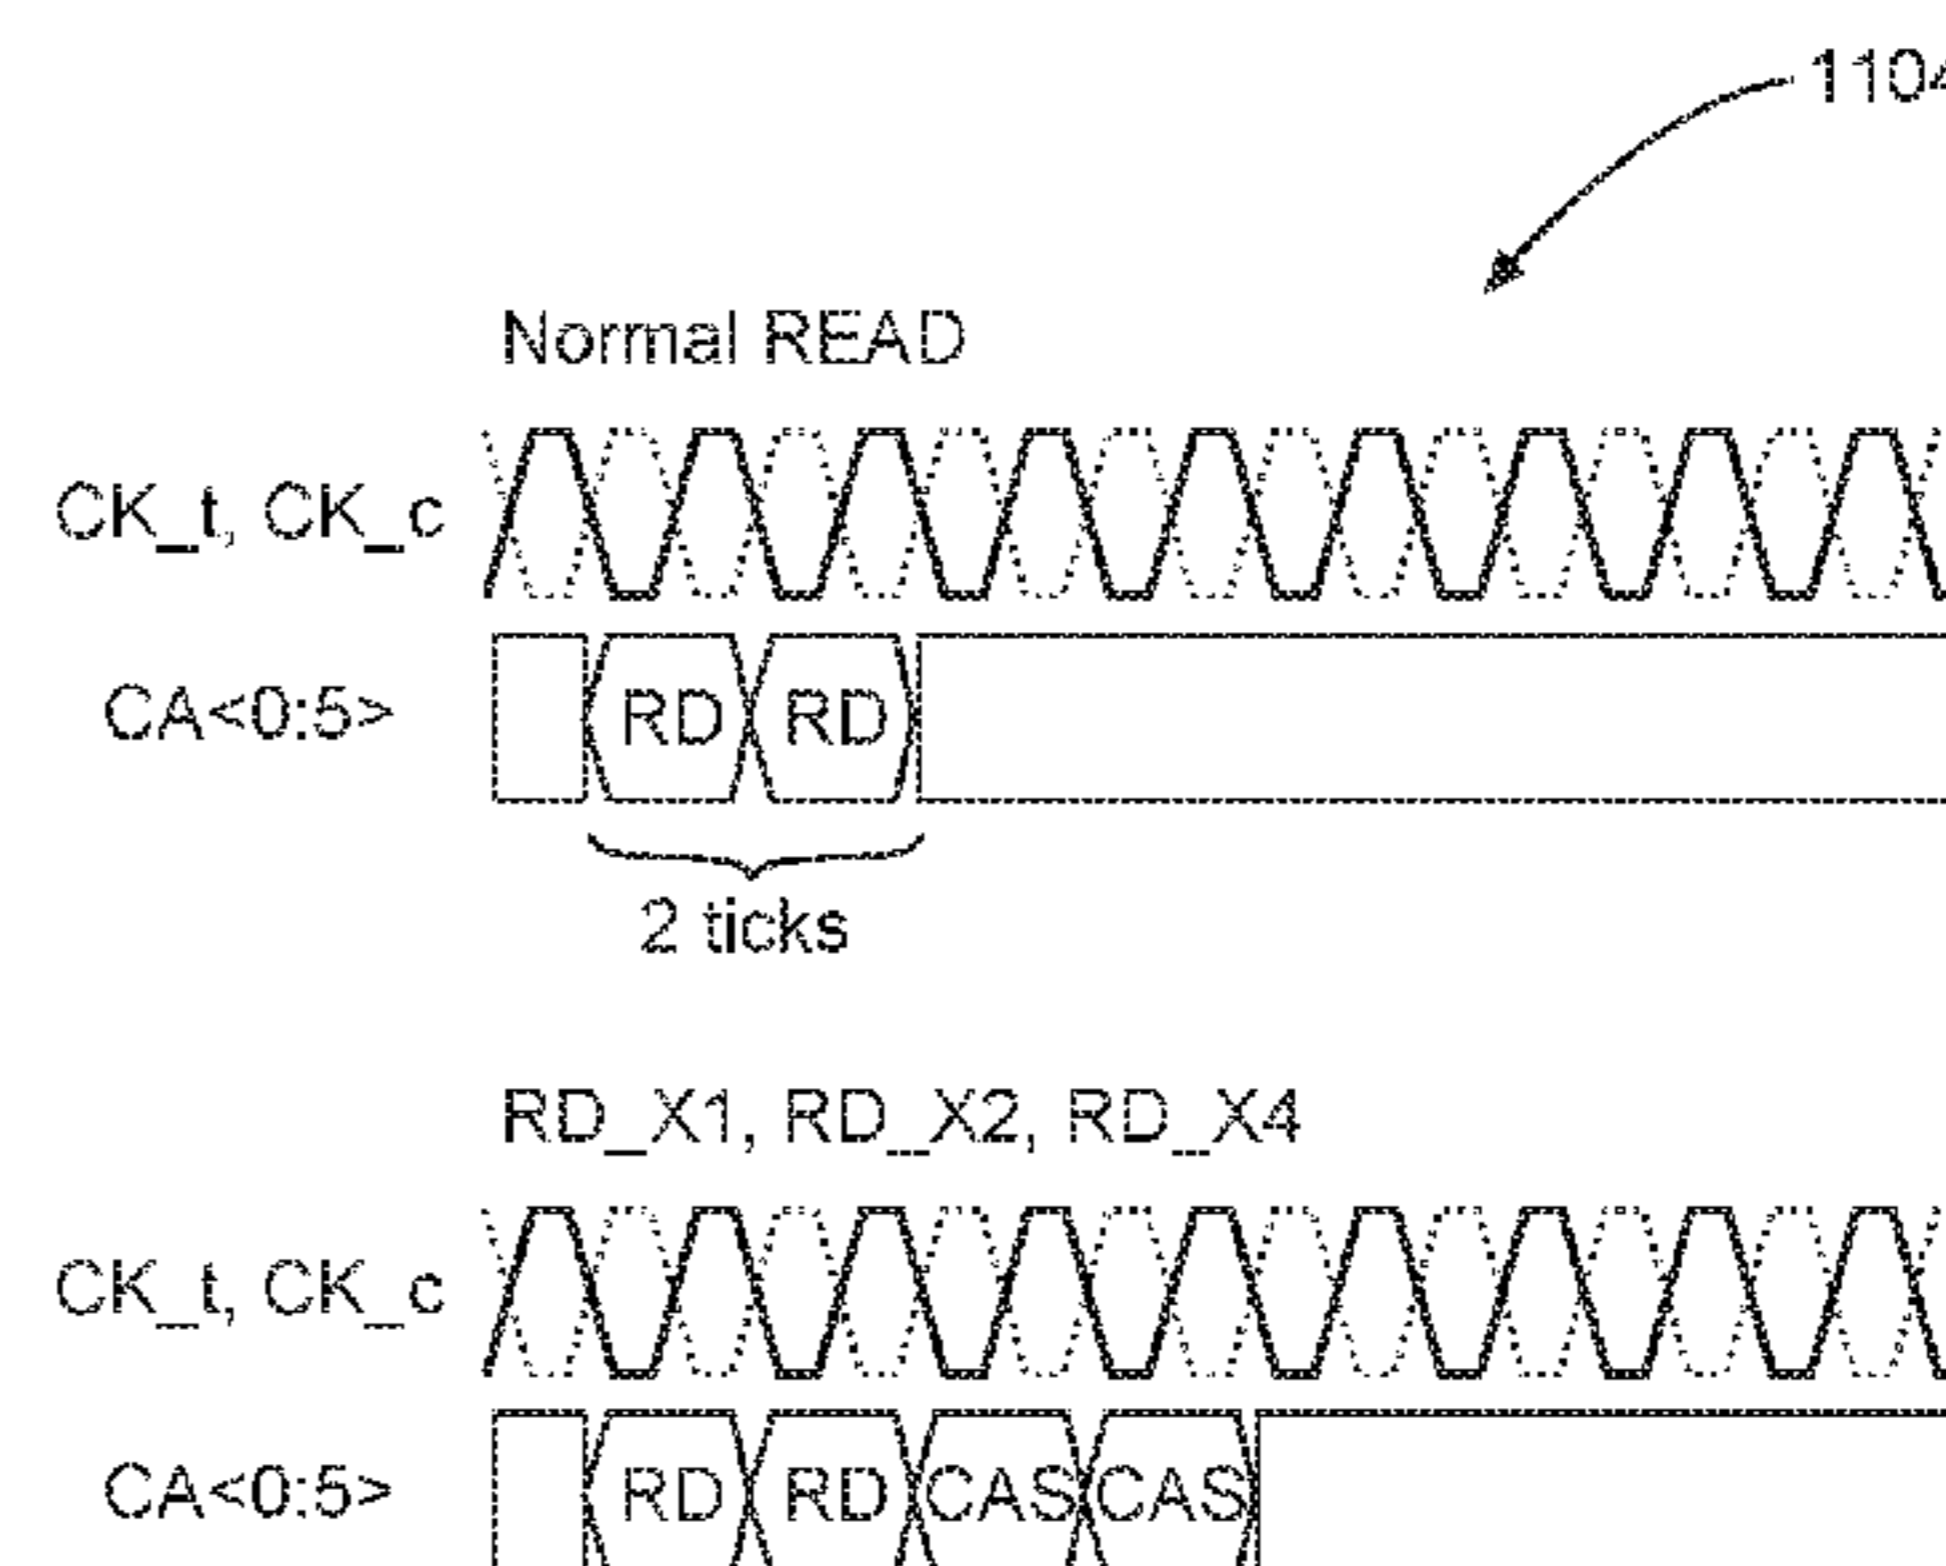 1104
Normal READ
CK_t, CK_c
CA<0:5>
RD RD
2 ticks
RD_X1, RD_X2, RD_X4
CK_t, CK_c
CA<0:5>
RD RD CAS CAS